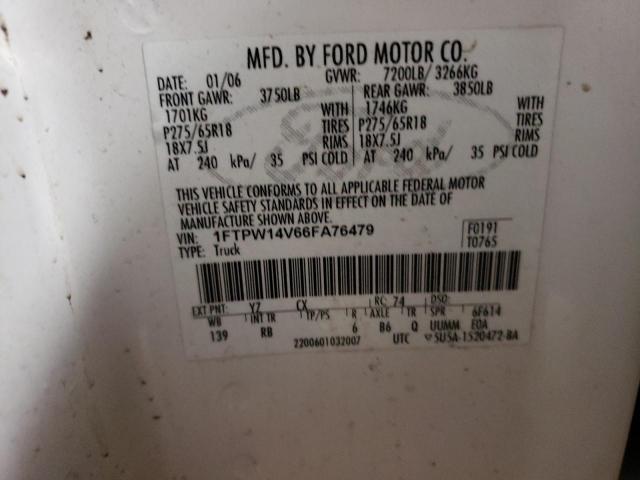 MFD. BY FORD MOTOR CO.
DATE: 01/06 GVWR: 7200LB/ 3266KG
FRONT GAWR: 3750LB REAR GAWR: 3850LB
1701KG WITH 1746KG WITH
P275/65R18 TIRES P275/65R18 TIRES
18X7.5J RIMS 18X7.5J RIMS
AT 240 kPa/ 35 PSI COLD AT 240 kPa/ 35 PSI COLD
THIS VEHICLE CONFORMS TO ALL APPLICABLE FEDERAL MOTOR
VEHICLE SAFETY STANDARDS IN EFFECT ON THE DATE OF
MANUFACTURE SHOWN ABOVE.
VIN: 1FTPW14V66FA76479 F0191
TYPE: Truck T0765
EXT PNT: YZ CX RC: 74 DSO:
WB INT TR TP/PS R AXLE TR SPR 6F614
139 RB 6 B6 Q UUMM EOA
2200601032007 UTC 5U5A-1520472-BA